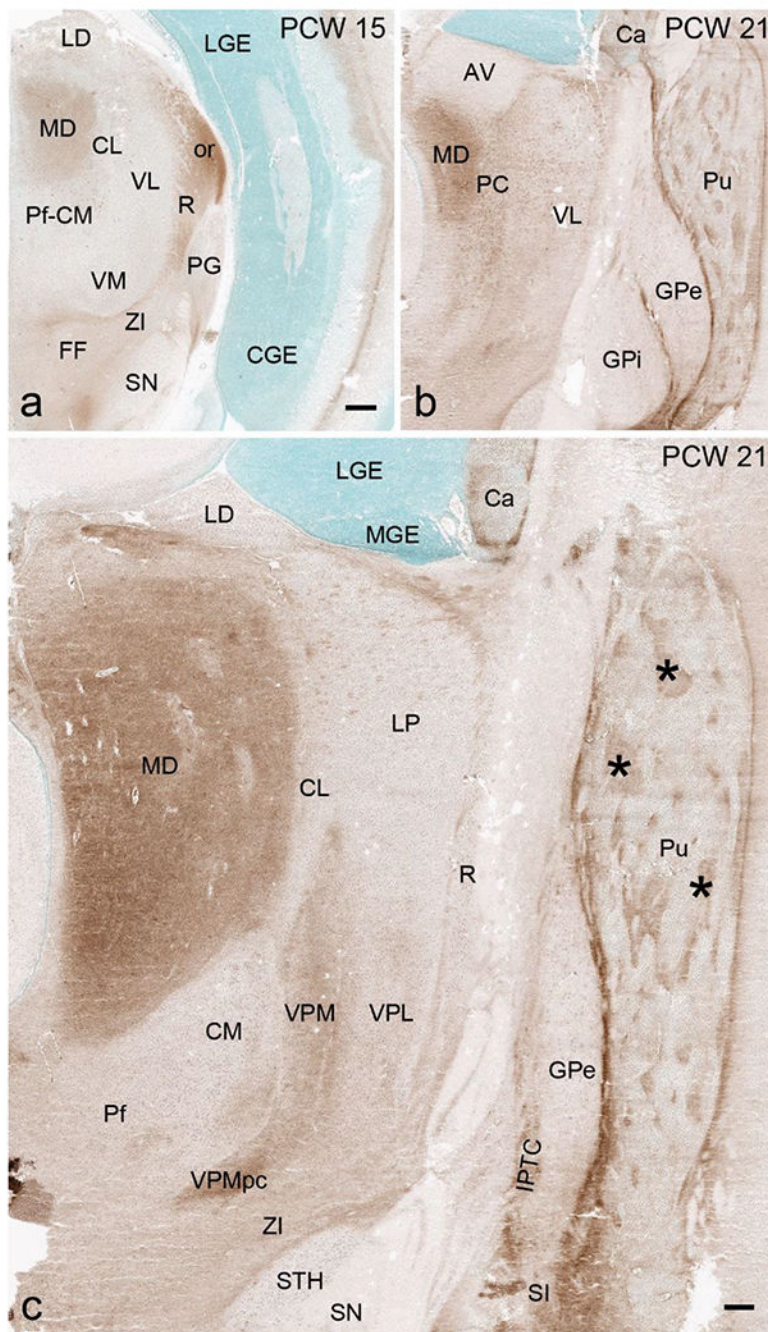 LD
LGE
PCW 15
MD
CL
or
VL
R
Pf-CM
PG
VM
ZI
FF
SN
CGE
a
Ca
PCW 21
AV
MD
PC
Pu
VL
GPe
GPi
b
PCW 21
LGE
LD
Ca
MGE
*
LP
MD
*
CL
Pu
*
R
VPM
VPL
CM
GPe
Pf
IPTC
VPMpc
ZI
STH
SI
SN
c